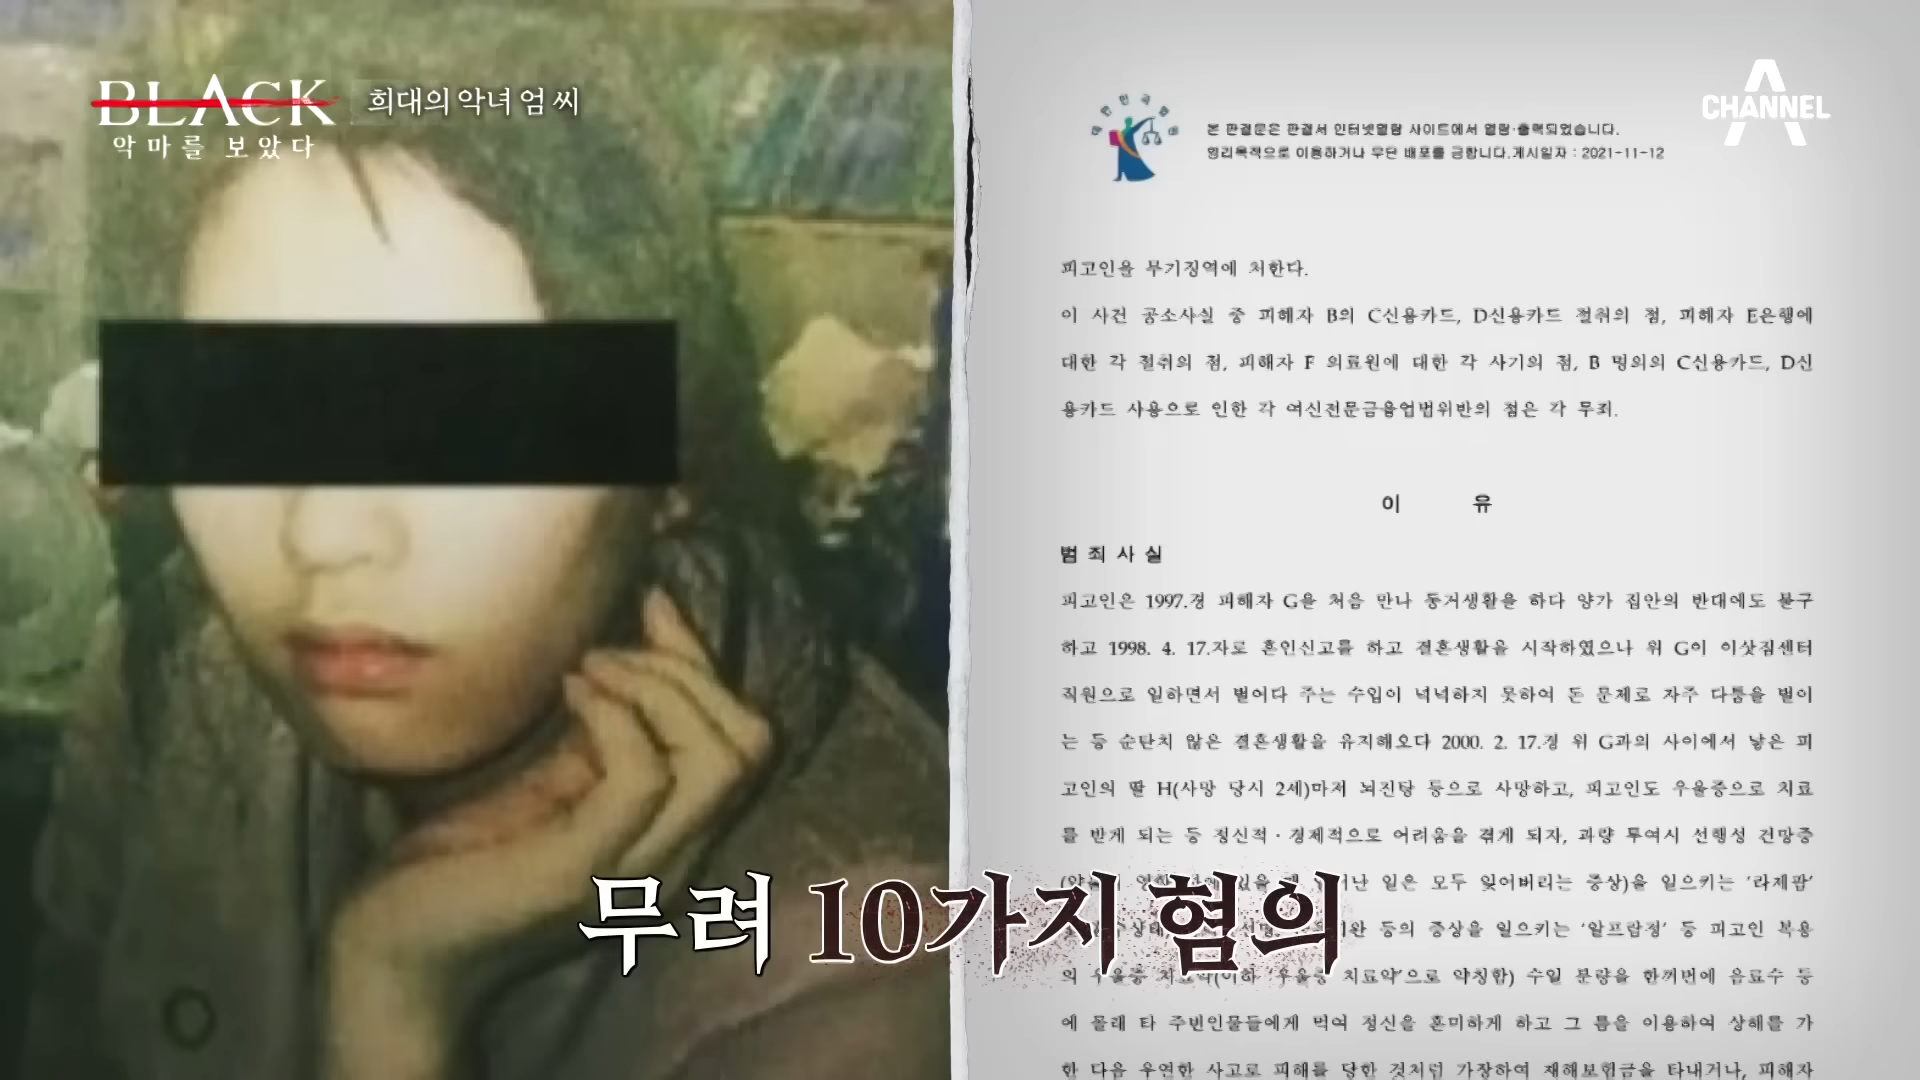 BLACK
악마를 보았다
희대의 악녀 엄 씨
CHANNEL A
대한민국법원
본 판결문은 판결서 인터넷열람 사이트에서 열람·출력되었습니다.
영리목적으로 이용하거나 무단 배포를 금합니다.게시일자 : 2021-11-12
피고인을 무기징역에 처한다.
이 사건 공소사실 중 피해자 B의 C신용카드, D신용카드 절취의 점, 피해자 E은행에
대한 각 절취의 점, 피해자 F 의료원에 대한 각 사기의 점, B 명의의 C신용카드, D신
용카드 사용으로 인한 각 여신전문금융업법위반의 점은 각 무죄.
이 유
범 죄 사 실
피고인은 1997.경 피해자 G을 처음 만나 동거생활을 하다 양가 집안의 반대에도 불구
하고 1998. 4. 17.자로 혼인신고를 하고 결혼생활을 시작하였으나 위 G이 이삿짐센터
직원으로 일하면서 벌어다 주는 수입이 넉넉하지 못하여 돈 문제로 자주 다툼을 벌이
는 등 순탄치 않은 결혼생활을 유지해오다 2000. 2. 17.경 위 G과의 사이에서 낳은 피
고인의 딸 H(사망 당시 2세)마저 뇌진탕 등으로 사망하고, 피고인도 우울증으로 치료
를 받게 되는 등 정신적·경제적으로 어려움을 겪게 되자, 과량 투여시 선행성 건망증
일은 모두 잊어버리는 증상)을 일으키는 '라제팜'
등의 증상을 일으키는 '알프람정' 등 피고인 복용
의 우울증 치료약(이하 '우울증 치료약'으로 약칭함) 수일 분량을 한꺼번에 음료수 등
에 몰래 타 주변인물들에게 먹여 정신을 혼미하게 하고 그 틈을 이용하여 상해를 가
한 다음 우연한 사고로 피해를 당한 것처럼 가장하여 재해보험금을 타내거나, 피해자
무려 10가지 혐의